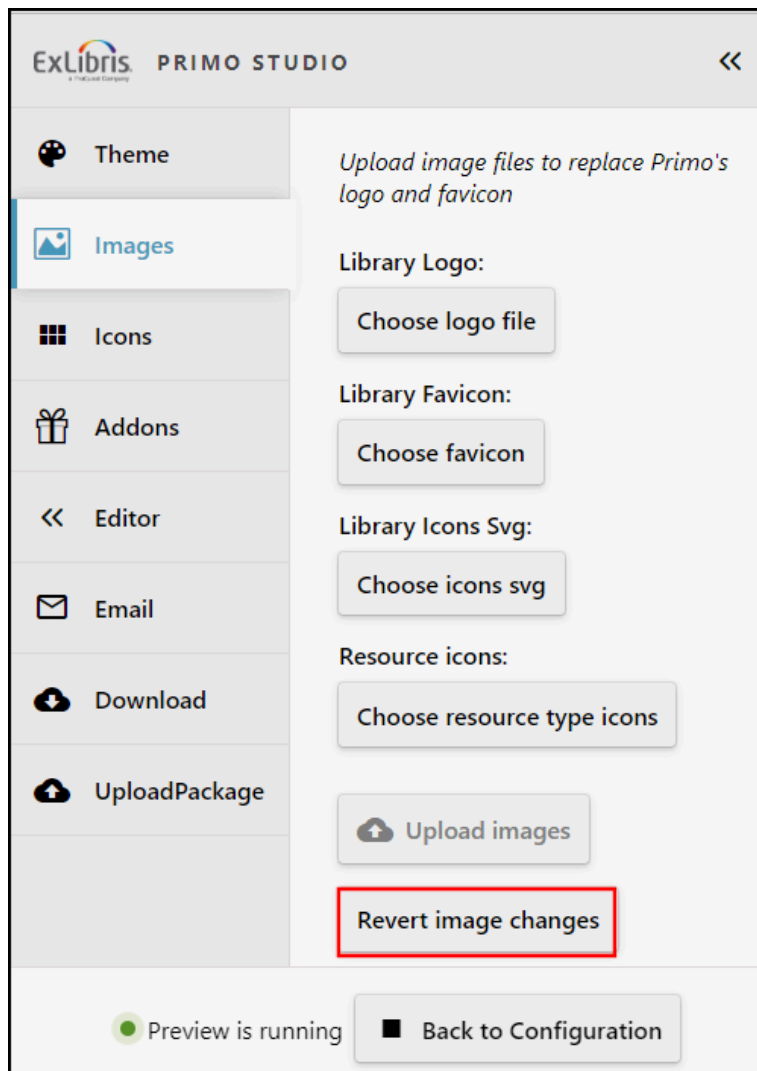 ExLibris
a ProQuest Company
PRIMO STUDIO
Theme
Images
Icons
Addons
Editor
Email
Download
UploadPackage
Upload image files to replace Primo's
logo and favicon
Library Logo:
Choose logo file
Library Favicon:
Choose favicon
Library Icons Svg:
Choose icons svg
Resource icons:
Choose resource type icons
Upload images
Revert image changes
Preview is running
Back to Configuration